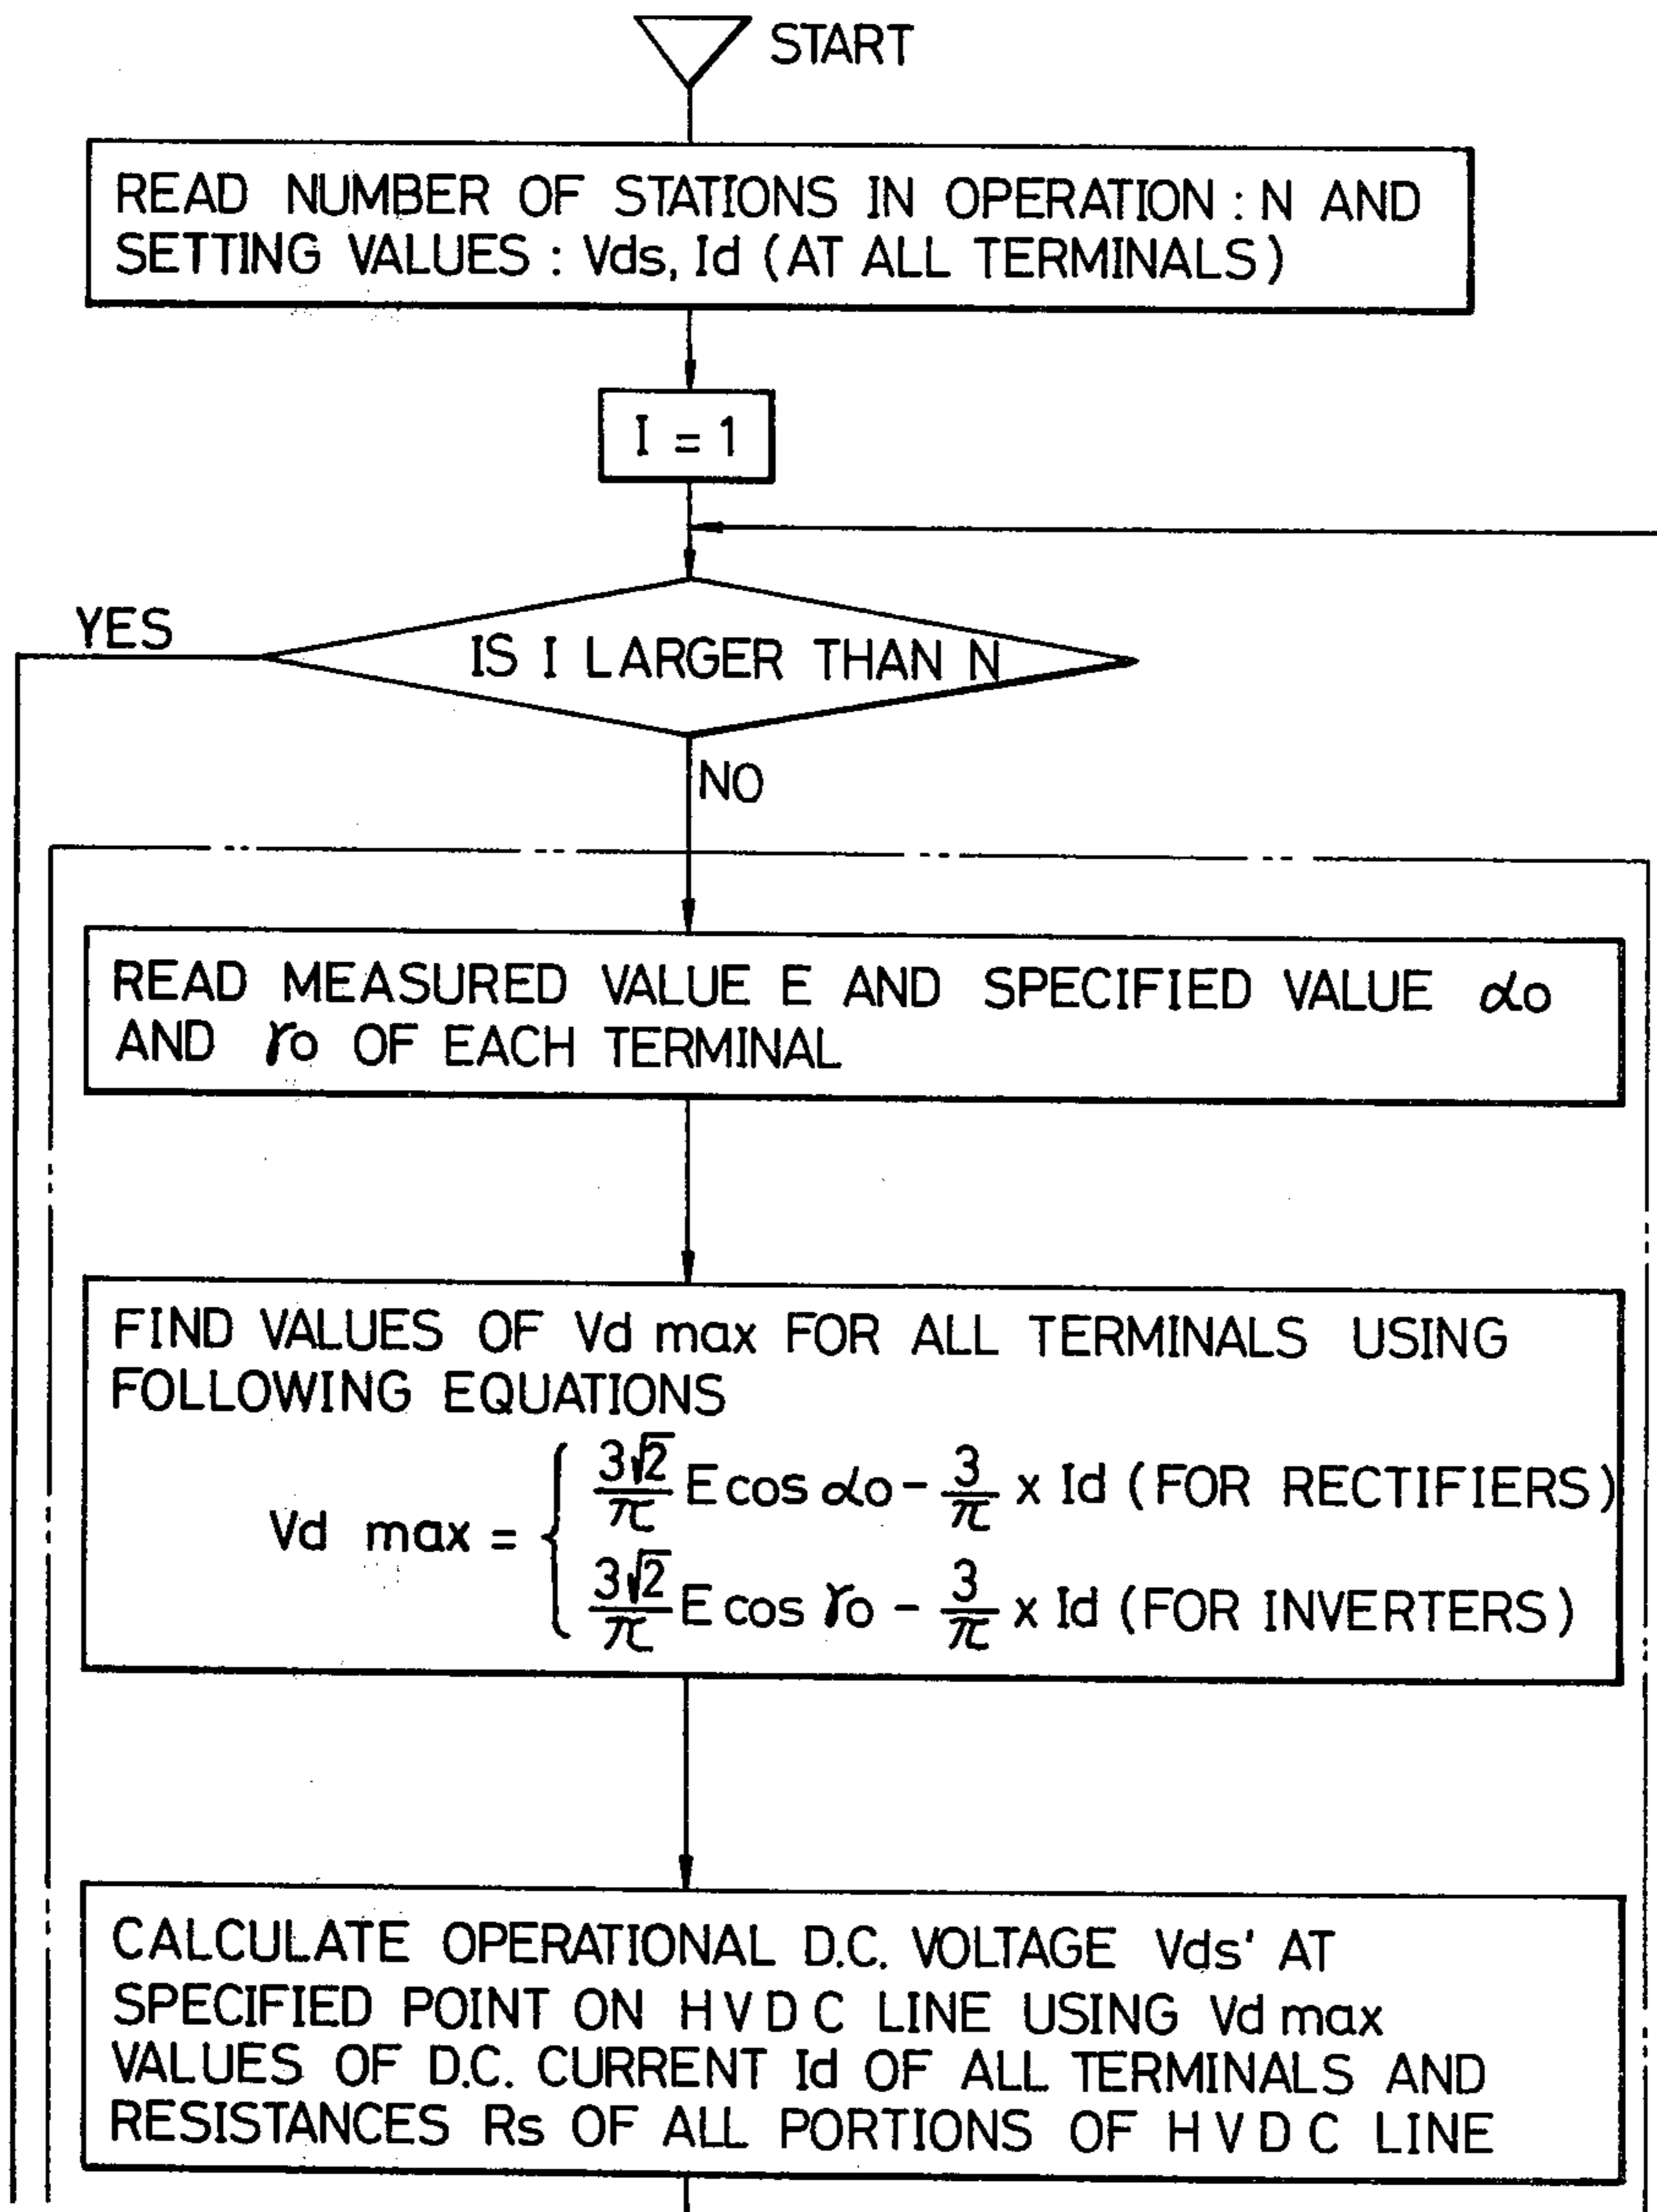 START
READ NUMBER OF STATIONS IN OPERATION : N AND
SETTING VALUES : Vds, Id (AT ALL TERMINALS)
I = 1
YES
IS I LARGER THAN N
NO
READ MEASURED VALUE E AND SPECIFIED VALUE αo
AND γo OF EACH TERMINAL
FIND VALUES OF Vd max FOR ALL TERMINALS USING
FOLLOWING EQUATIONS
Vd max = { 3√2/π E cos αo - 3/π x Id (FOR RECTIFIERS)
3√2/π E cos γo - 3/π x Id (FOR INVERTERS)
CALCULATE OPERATIONAL D.C. VOLTAGE Vds' AT
SPECIFIED POINT ON HVDC LINE USING Vd max
VALUES OF D.C. CURRENT Id OF ALL TERMINALS AND
RESISTANCES Rs OF ALL PORTIONS OF HVDC LINE